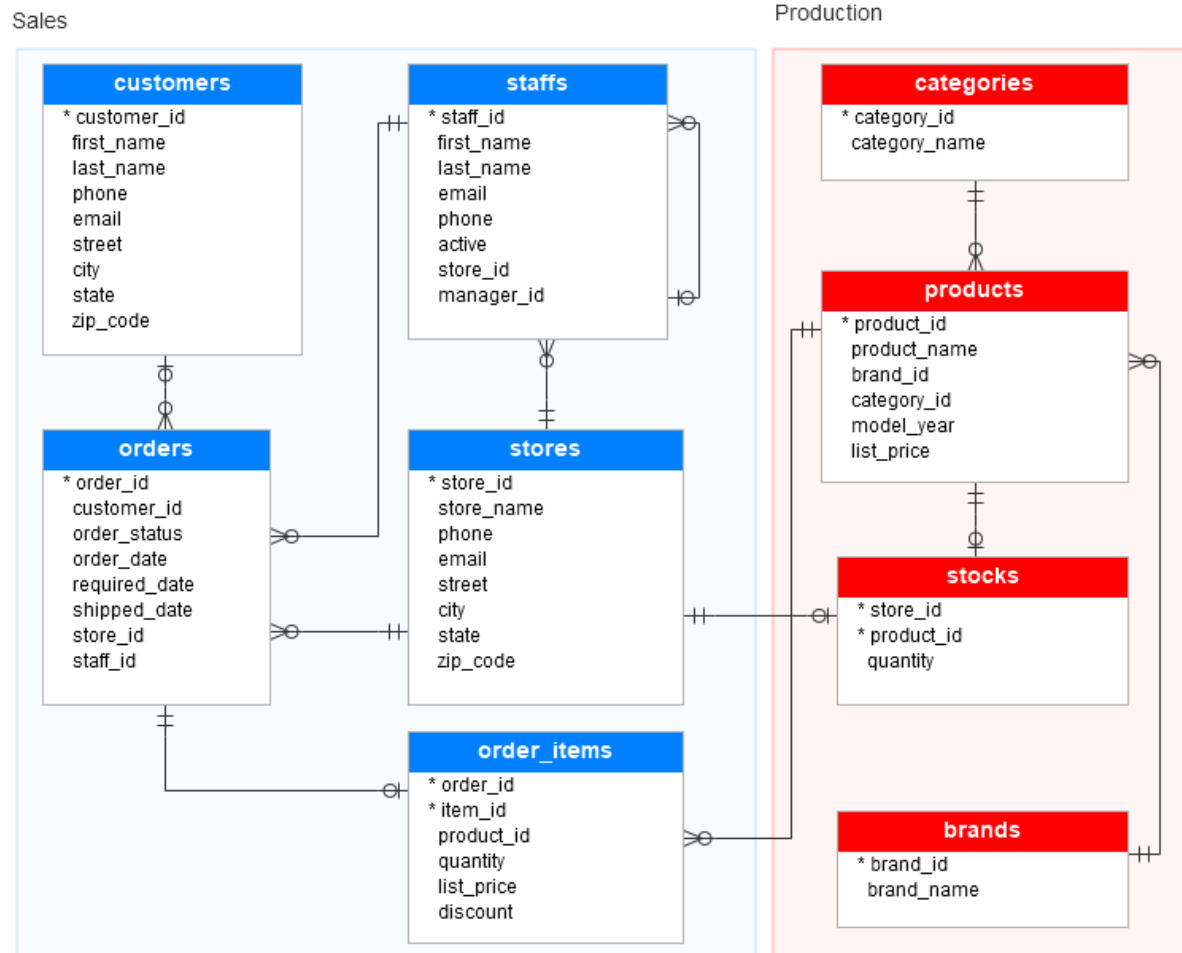 Sales
Production
customers
* customer_id
first_name
last_name
phone
email
street
city
state
zip_code
staffs
* staff_id
first_name
last_name
email
phone
active
store_id
manager_id
categories
* category_id
category_name
products
* product_id
product_name
brand_id
category_id
model_year
list_price
orders
* order_id
customer_id
order_status
order_date
required_date
shipped_date
store_id
staff_id
stores
* store_id
store_name
phone
email
street
city
state
zip_code
stocks
* store_id
* product_id
quantity
order_items
* order_id
* item_id
product_id
quantity
list_price
discount
brands
* brand_id
brand_name